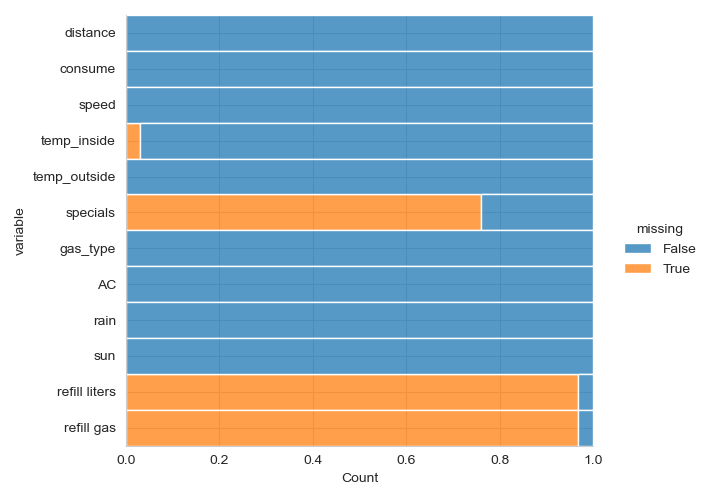 distance
consume
speed
temp_inside
temp_outside
specials
gas_type
AC
rain
sun
refill liters
refill gas
variable
0.0 0.2 0.4 0.6 0.8 1.0
Count
missing
False
True